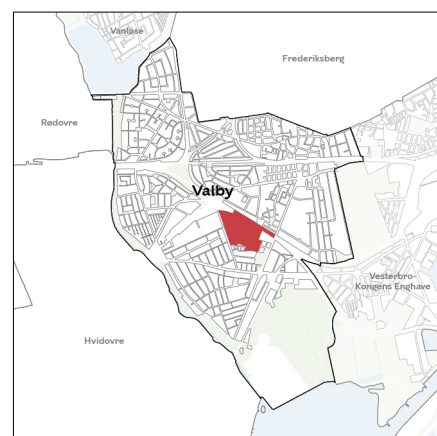 Vanløse
Frederiksberg
Rødovre
Valby
Vesterbro-
Kongens Enghave
Hvidovre